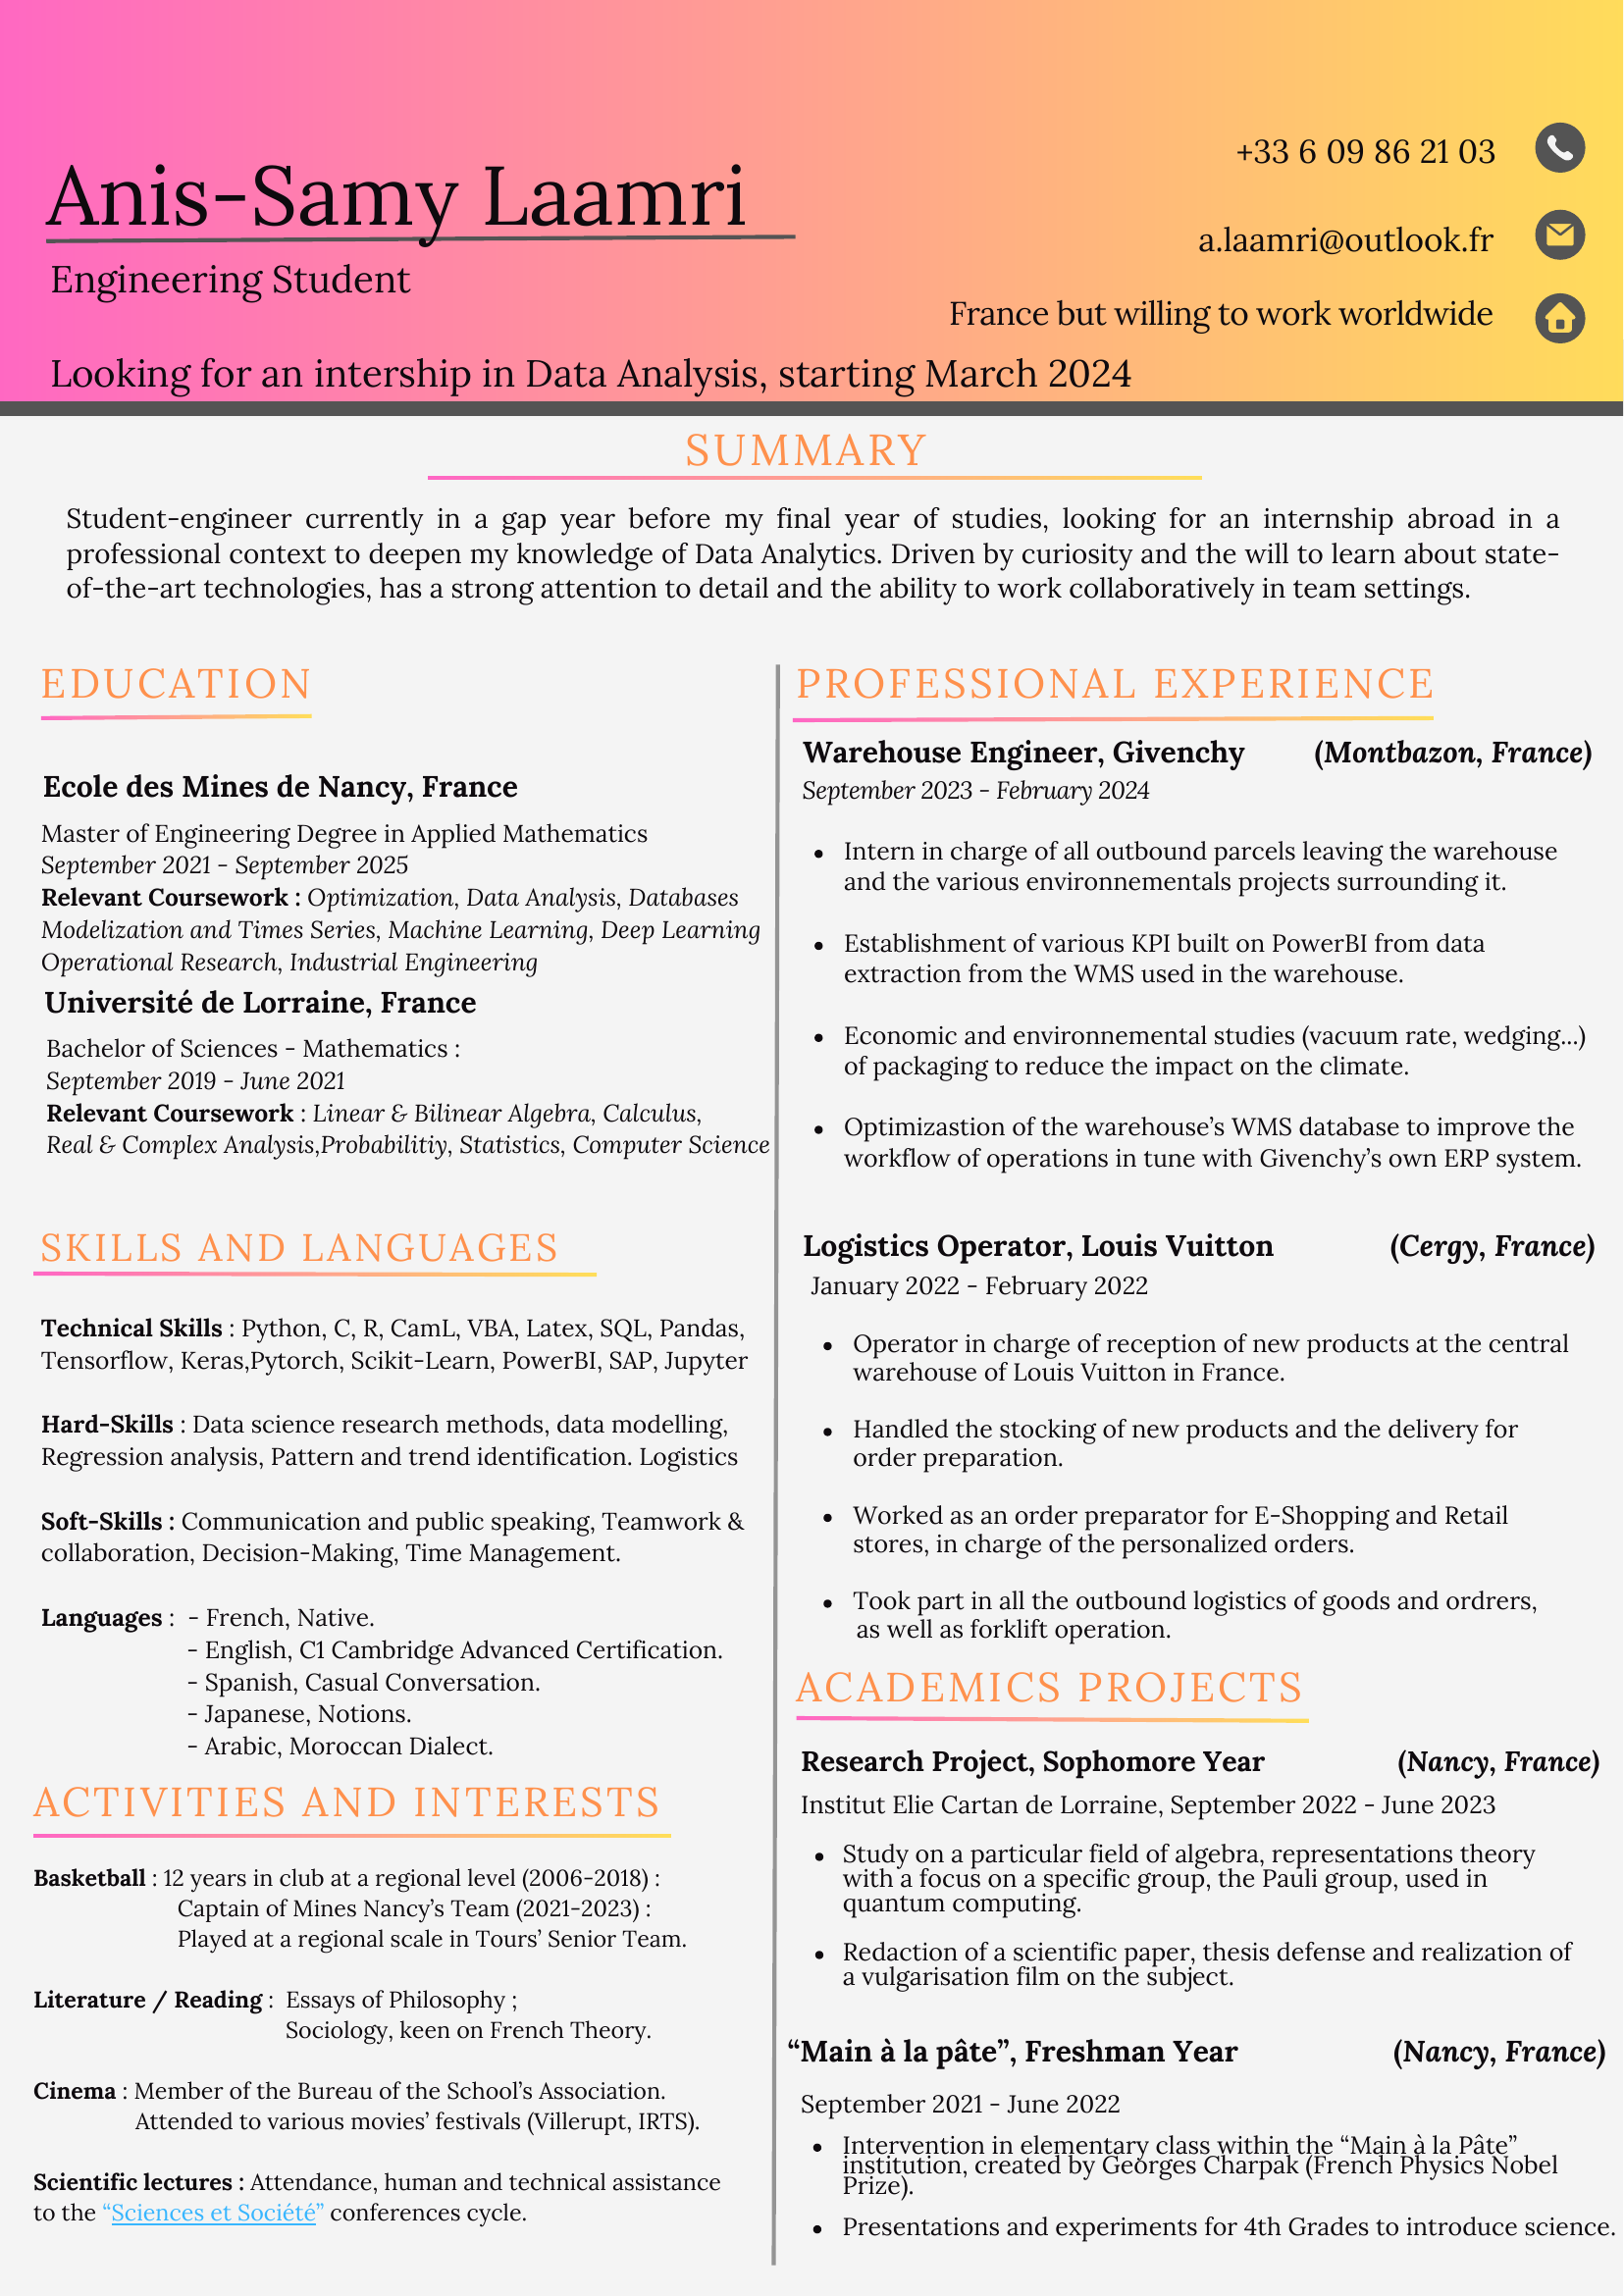 Anis-Samy Laamri
Engineering Student
Looking for an intership in Data Analysis, starting March 2024
+33 6 09 86 21 03
a.laamri@outlook.fr
France but willing to work worldwide
SUMMARY
Student-engineer currently in a gap year before my final year of studies, looking for an internship abroad in a
professional context to deepen my knowledge of Data Analytics. Driven by curiosity and the will to learn about state-
of-the-art technologies, has a strong attention to detail and the ability to work collaboratively in team settings.
EDUCATION
Ecole des Mines de Nancy, France
Master of Engineering Degree in Applied Mathematics
September 2021 - September 2025
Relevant Coursework : Optimization, Data Analysis, Databases
Modelization and Times Series, Machine Learning, Deep Learning
Operational Research, Industrial Engineering
Université de Lorraine, France
Bachelor of Sciences - Mathematics :
September 2019 - June 2021
Relevant Coursework : Linear & Bilinear Algebra, Calculus,
Real & Complex Analysis,Probabilitiy, Statistics, Computer Science
SKILLS AND LANGUAGES
Technical Skills : Python, C, R, CamL, VBA, Latex, SQL, Pandas,
Tensorflow, Keras,Pytorch, Scikit-Learn, PowerBI, SAP, Jupyter
Hard-Skills : Data science research methods, data modelling,
Regression analysis, Pattern and trend identification. Logistics
Soft-Skills : Communication and public speaking, Teamwork &
collaboration, Decision-Making, Time Management.
Languages : - French, Native.
- English, C1 Cambridge Advanced Certification.
- Spanish, Casual Conversation.
- Japanese, Notions.
- Arabic, Moroccan Dialect.
ACTIVITIES AND INTERESTS
Basketball : 12 years in club at a regional level (2006-2018) :
Captain of Mines Nancy's Team (2021-2023) :
Played at a regional scale in Tours' Senior Team.
Literature / Reading : Essays of Philosophy ;
Sociology, keen on French Theory.
Cinema : Member of the Bureau of the School's Association.
Attended to various movies' festivals (Villerupt, IRTS).
Scientific lectures : Attendance, human and technical assistance
to the “Sciences et Société” conferences cycle.
PROFESSIONAL EXPERIENCE
Warehouse Engineer, Givenchy (Montbazon, France)
September 2023 - February 2024
• Intern in charge of all outbound parcels leaving the warehouse
and the various environnementals projects surrounding it.
• Establishment of various KPI built on PowerBI from data
extraction from the WMS used in the warehouse.
• Economic and environnemental studies (vacuum rate, wedging...)
of packaging to reduce the impact on the climate.
• Optimizastion of the warehouse's WMS database to improve the
workflow of operations in tune with Givenchy's own ERP system.
Logistics Operator, Louis Vuitton (Cergy, France)
January 2022 - February 2022
• Operator in charge of reception of new products at the central
warehouse of Louis Vuitton in France.
• Handled the stocking of new products and the delivery for
order preparation.
• Worked as an order preparator for E-Shopping and Retail
stores, in charge of the personalized orders.
• Took part in all the outbound logistics of goods and ordrers,
as well as forklift operation.
ACADEMICS PROJECTS
Research Project, Sophomore Year (Nancy, France)
Institut Elie Cartan de Lorraine, September 2022 - June 2023
• Study on a particular field of algebra, representations theory
with a focus on a specific group, the Pauli group, used in
quantum computing.
• Redaction of a scientific paper, thesis defense and realization of
a vulgarisation film on the subject.
“Main à la pâte”, Freshman Year (Nancy, France)
September 2021 - June 2022
• Intervention in elementary class within the “Main à la Pâte”
institution, created by Georges Charpak (French Physics Nobel
Prize).
• Presentations and experiments for 4th Grades to introduce science.